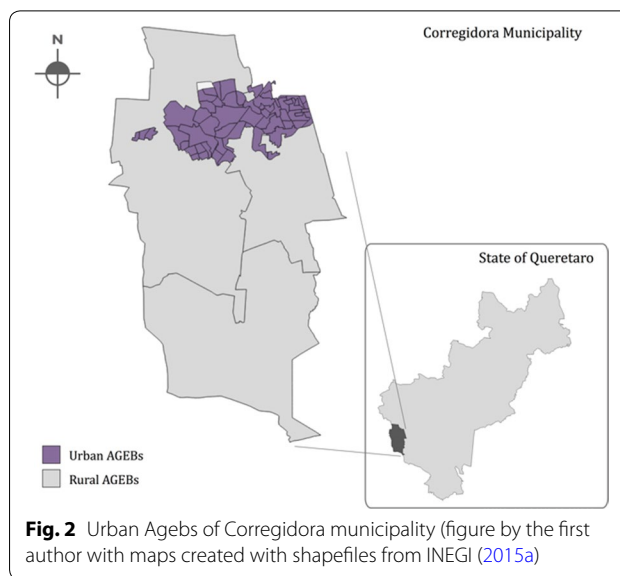 Corregidora Municipality
N
State of Queretaro
Urban AGEBs
Rural AGEBs
Fig. 2 Urban Agebs of Corregidora municipality (figure by the first
author with maps created with shapefiles from INEGI (2015a)